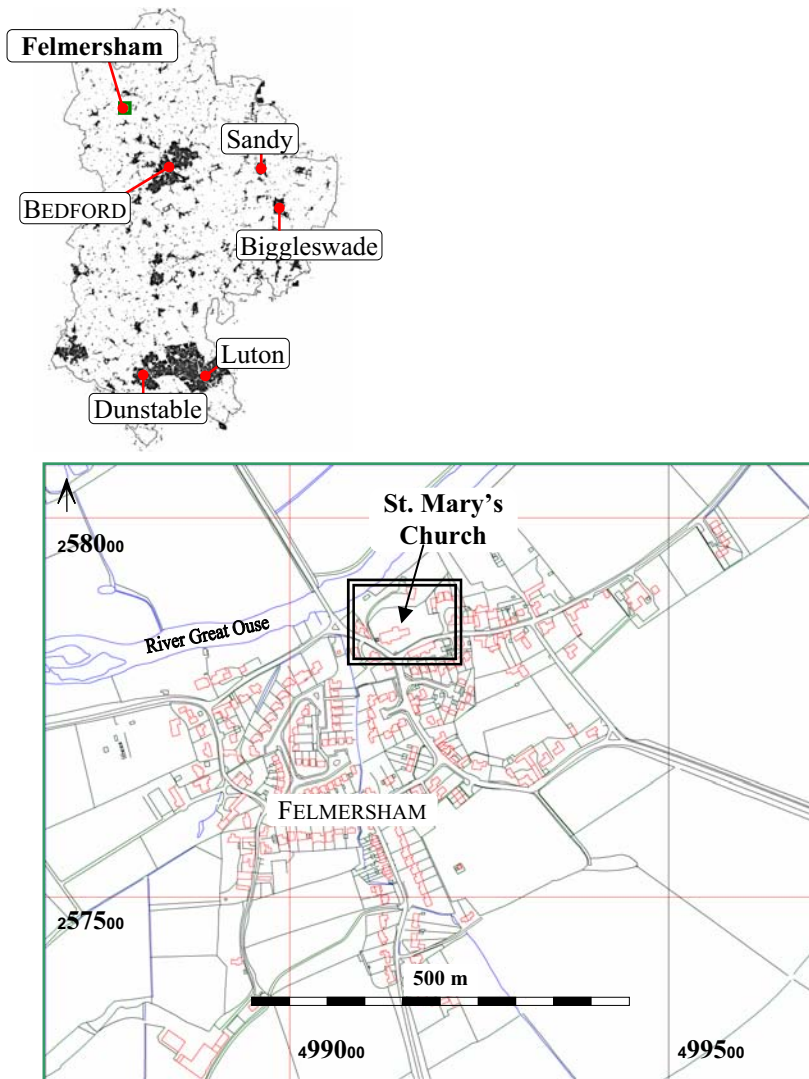 Felmersham
Sandy
BEDFORD
Biggleswade
Luton
Dunstable
St. Mary's
Church
258000
River Great Ouse
FELMERSHAM
257500
500 m
499000
499500